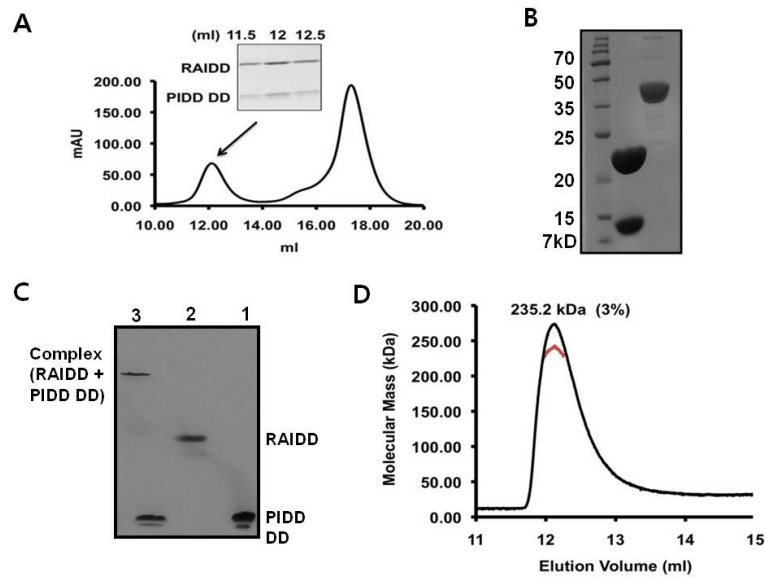 A
(ml) 11.5 12 12.5
RAIDD
PIDD DD
200.00
150.00
100.00
50.00
0.00
mAU
10.00 12.00 14.00 16.00 18.00 20.00
ml
B
70
50
35
25
20
15
7kD
C
3 2 1
Complex
(RAIDD +
PIDD DD)
RAIDD
PIDD
DD
D
235.2 kDa (3%)
300.00
250.00
200.00
150.00
100.00
50.00
0.00
Molecular Mass (kDa)
11 12 13 14 15
Elution Volume (ml)